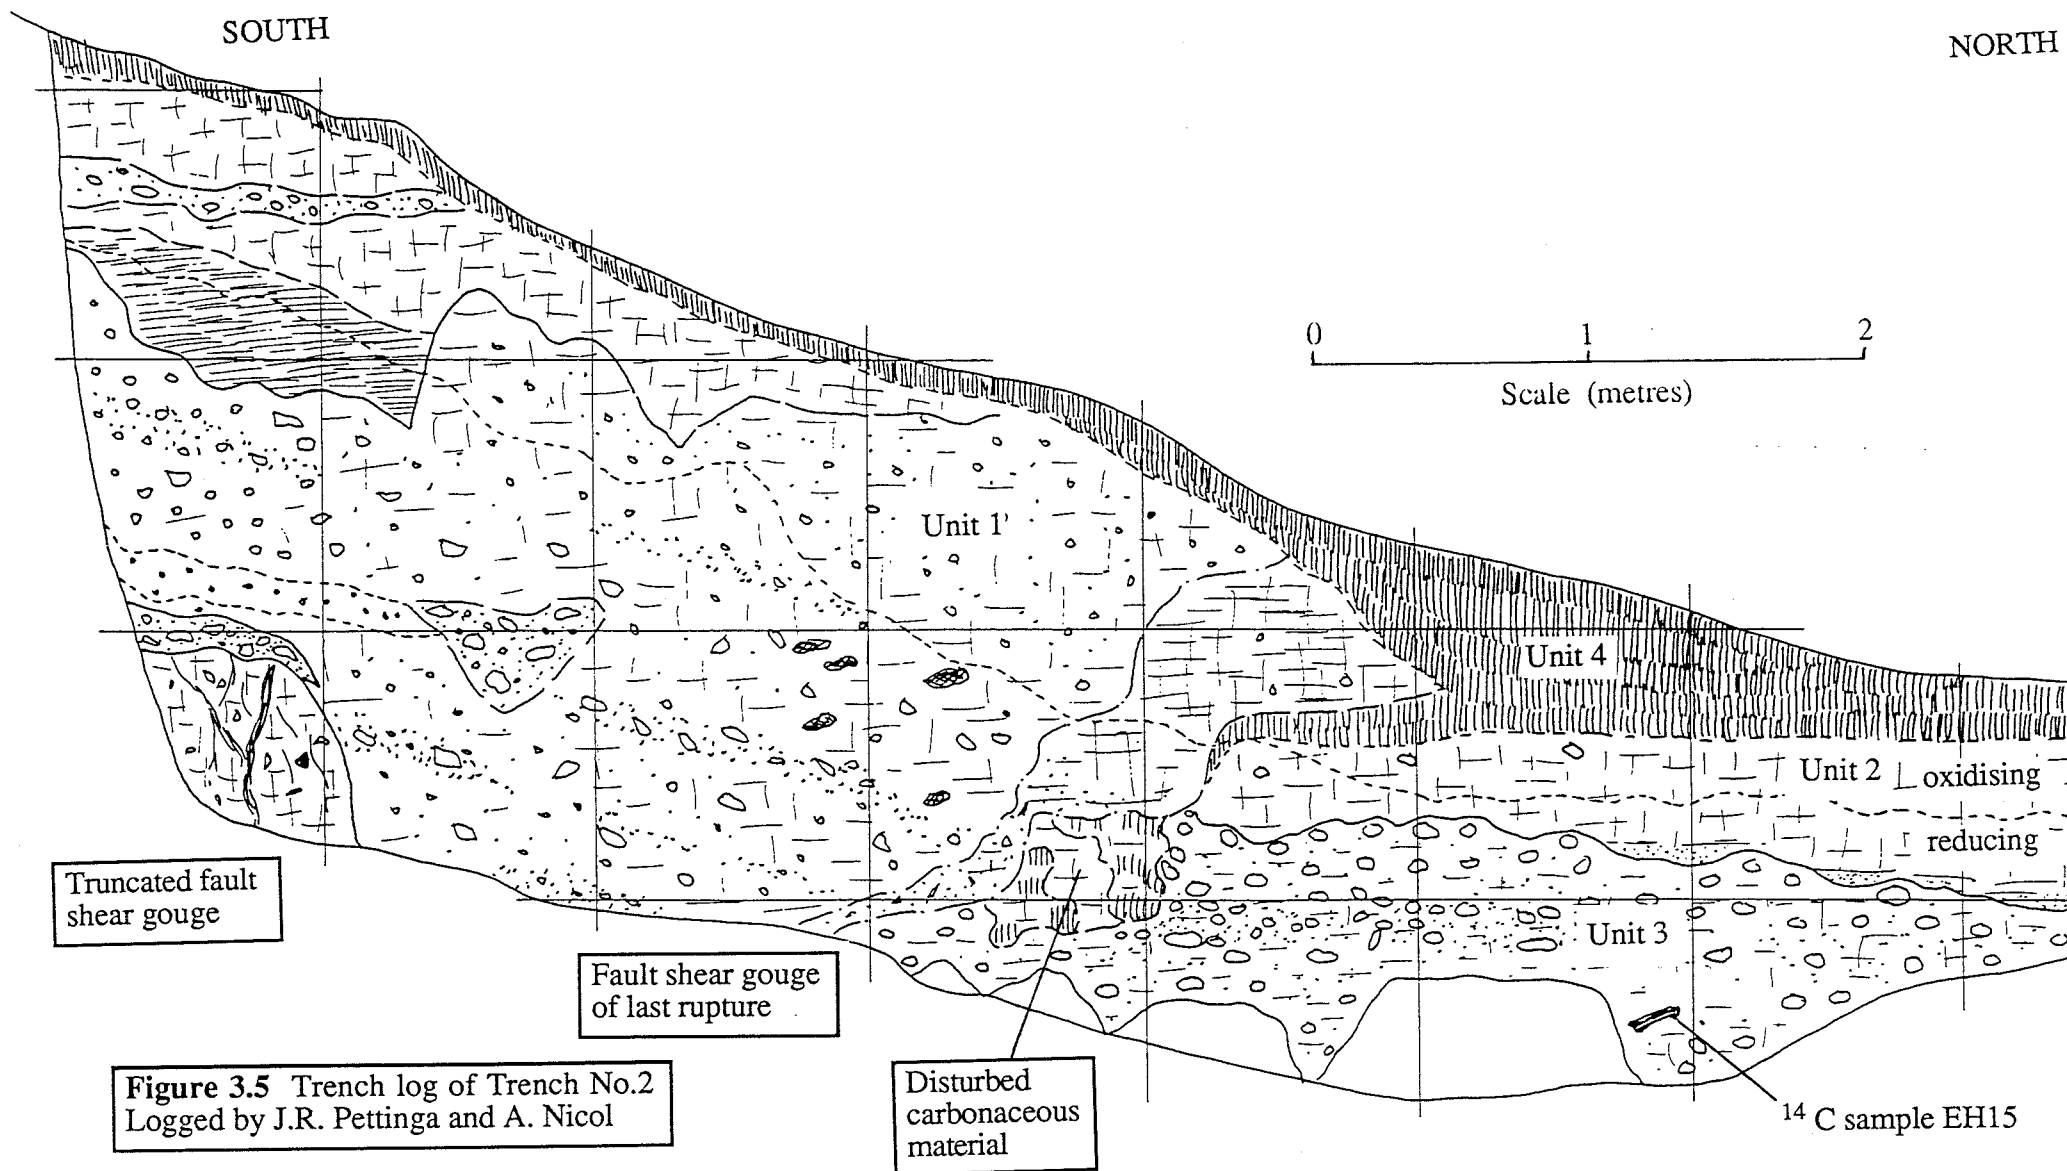 SOUTH
NORTH
0 1 2
Scale (metres)
Unit 1
Unit 4
Unit 2 oxidising
reducing
Unit 3
Truncated fault
shear gouge
Fault shear gouge
of last rupture
Disturbed
carbonaceous
material
14 C sample EH15
Figure 3.5 Trench log of Trench No.2
Logged by J.R. Pettinga and A. Nicol